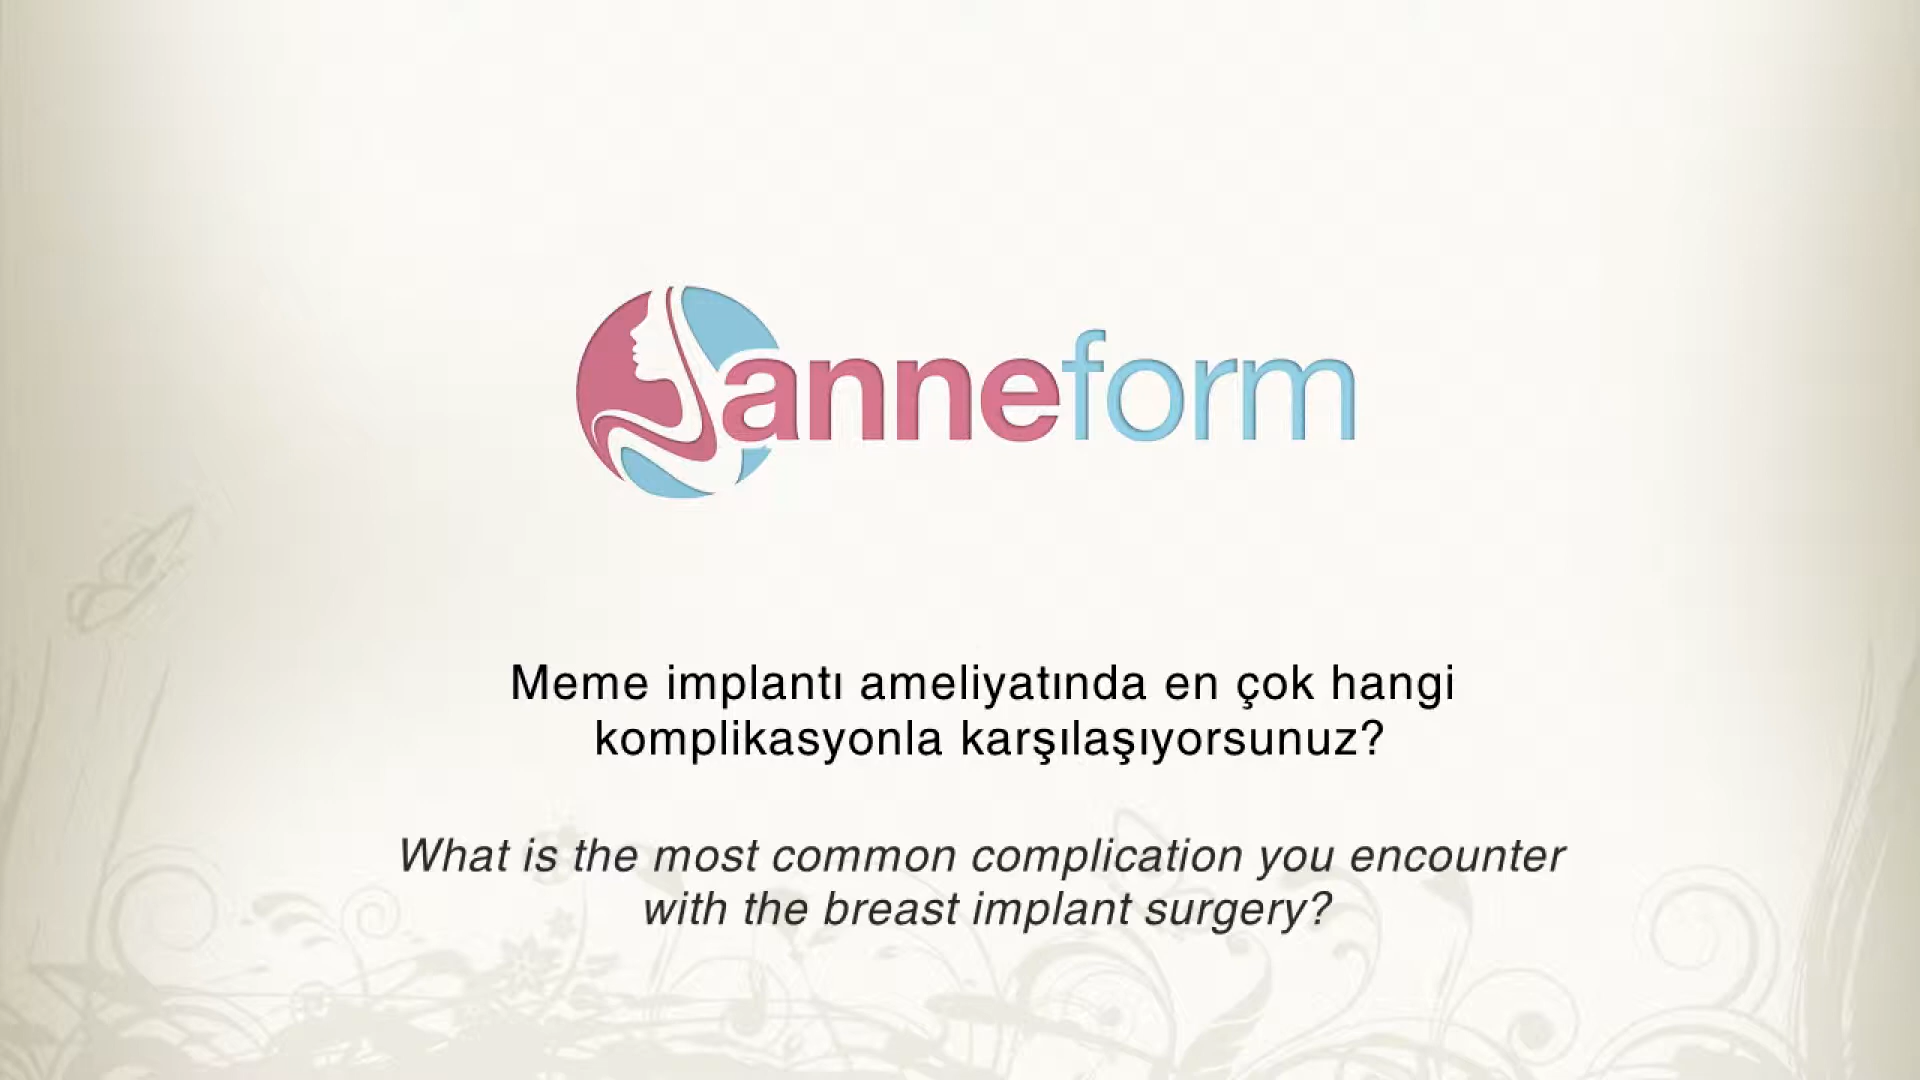 anneform
Meme implantı ameliyatında en çok hangi
komplikasyonla karşılaşıyorsunuz?
What is the most common complication you encounter
with the breast implant surgery?